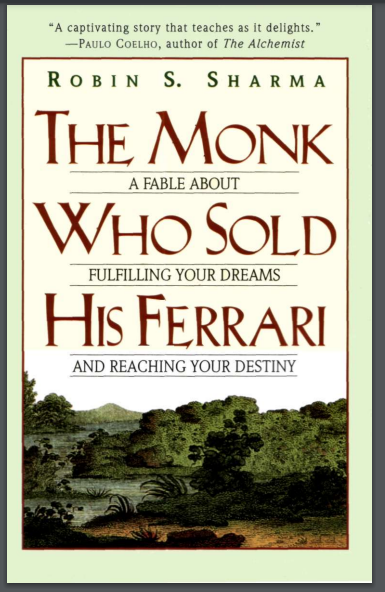 "A captivating story that teaches as it delights."
—PAULO COELHO, author of The Alchemist
ROBIN S. SHARMA
THE MONK
A FABLE ABOUT
WHO SOLD
FULFILLING YOUR DREAMS
HIS FERRARI
AND REACHING YOUR DESTINY